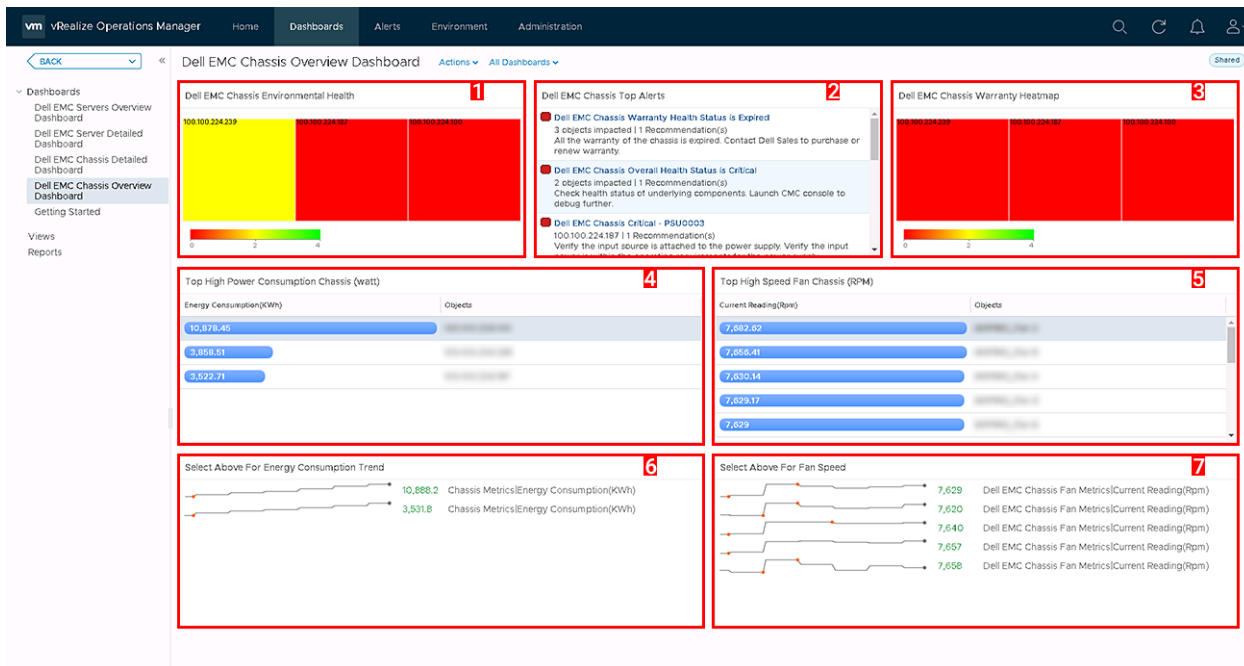 vm vRealize Operations Manager Home Dashboards Alerts Environment Administration
BACK
Dell EMC Chassis Overview Dashboard Actions All Dashboards Shared
Dashboards
Dell EMC Servers Overview
Dashboard
Dell EMC Server Detailed
Dashboard
Dell EMC Chassis Detailed
Dashboard
Dell EMC Chassis Overview
Dashboard
Getting Started
Views
Reports
Dell EMC Chassis Environmental Health 1
100.100.224.239 100.100.224.187 100.100.224.180
0 2 4
Dell EMC Chassis Top Alerts 2
Dell EMC Chassis Warranty Health Status is Expired
3 objects impacted | 1 Recommendation(s)
All the warranty of the chassis is expired. Contact Dell Sales to purchase or
renew warranty.
Dell EMC Chassis Overall Health Status is Critical
2 objects impacted | 1 Recommendation(s)
Check health status of underlying components. Launch CMC console to
debug further.
Dell EMC Chassis Critical - PSU0003
100.100.224.187 | 1 Recommendation(s)
Verify the input source is attached to the power supply. Verify the input
power is within the operating requirements for the power supply.
Dell EMC Chassis Warranty Heatmap 3
100.100.224.239 100.100.224.187 100.100.224.180
0 2 4
Top High Power Consumption Chassis (watt) 4
Energy Consumption(KWh) Objects
10,878.45
3,858.51
3,522.71
Top High Speed Fan Chassis (RPM) 5
Current Reading(Rpm) Objects
7,682.62
7,656.41
7,630.14
7,629.17
7,629
Select Above For Energy Consumption Trend 6
10,888.2 Chassis Metrics|Energy Consumption(KWh)
3,531.8 Chassis Metrics|Energy Consumption(KWh)
Select Above For Fan Speed 7
7,629 Dell EMC Chassis Fan Metrics|Current Reading(Rpm)
7,620 Dell EMC Chassis Fan Metrics|Current Reading(Rpm)
7,640 Dell EMC Chassis Fan Metrics|Current Reading(Rpm)
7,657 Dell EMC Chassis Fan Metrics|Current Reading(Rpm)
7,658 Dell EMC Chassis Fan Metrics|Current Reading(Rpm)